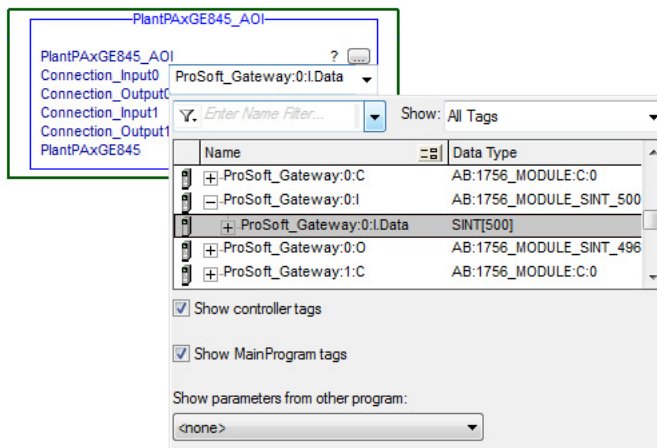 PlantPAxGE845_AOI
PlantPAxGE845_AOI ? ...
Connection_Input0 ProSoft_Gateway:0:I.Data
Connection_Output0
Connection_Input1
Connection_Output1
PlantPAxGE845
Enter Name Filter... Show: All Tags
Name Data Type
ProSoft_Gateway:0:C AB:1756_MODULE:C:0
ProSoft_Gateway:0:I AB:1756_MODULE_SINT_500
ProSoft_Gateway:0:I.Data SINT[500]
ProSoft_Gateway:0:O AB:1756_MODULE_SINT_496
ProSoft_Gateway:1:C AB:1756_MODULE:C:0
Show controller tags
Show MainProgram tags
Show parameters from other program:
<none>